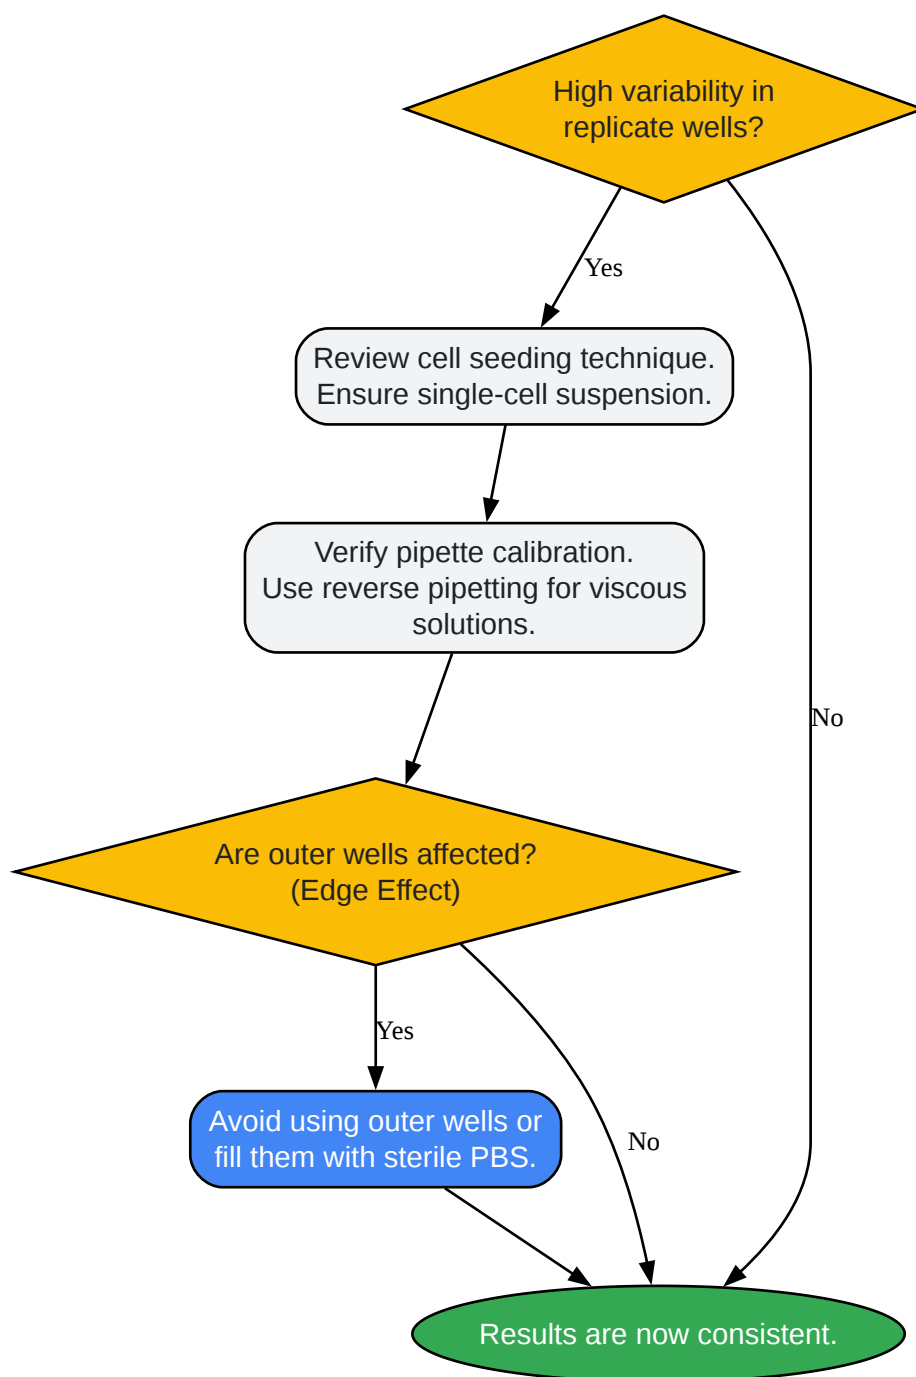 High variability in
replicate wells?
Yes
Review cell seeding technique.
Ensure single-cell suspension.
Verify pipette calibration.
Use reverse pipetting for viscous
solutions.
No
Are outer wells affected?
(Edge Effect)
Yes
Avoid using outer wells or
fill them with sterile PBS.
No
Results are now consistent.